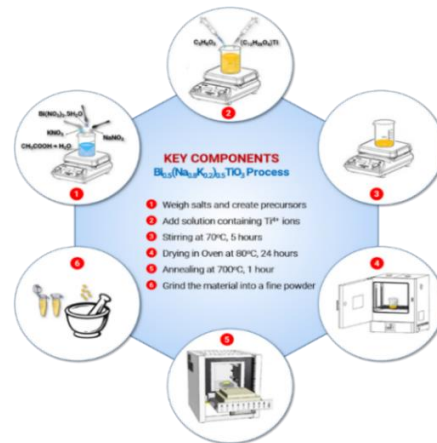 C₅H₈O₂
(C₁₂H₂₈O₄)Ti
2
Bi(NO₃)₃.5H₂O
KNO₃
NaNO₃
CH₃COOH + H₂O
1
3
KEY COMPONENTS
Bi₀.₅(Na₀.₈K₀.₂)₀.₅TiO₃ Process
1 Weigh salts and create precursors
2 Add solution containing Ti⁴⁺ ions
3 Stirring at 70°C, 5 hours
4 Drying in Oven at 80°C, 24 hours
5 Annealing at 700°C, 1 hour
6 Grind the material into a fine powder
6
4
5